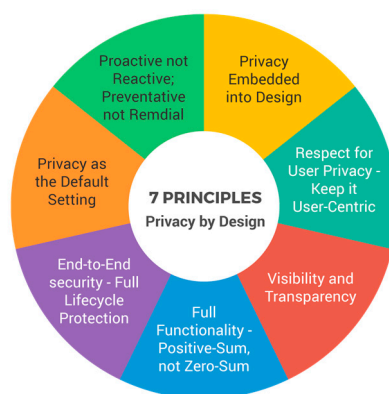 Proactive not
Reactive;
Preventative
not Remdial
Privacy
Embedded
into Design
Respect for
User Privacy -
Keep it
User-Centric
Visibility and
Transparency
Full
Functionality -
Positive-Sum,
not Zero-Sum
End-to-End
security - Full
Lifecycle
Protection
Privacy as
the Default
Setting
7 PRINCIPLES
Privacy by Design